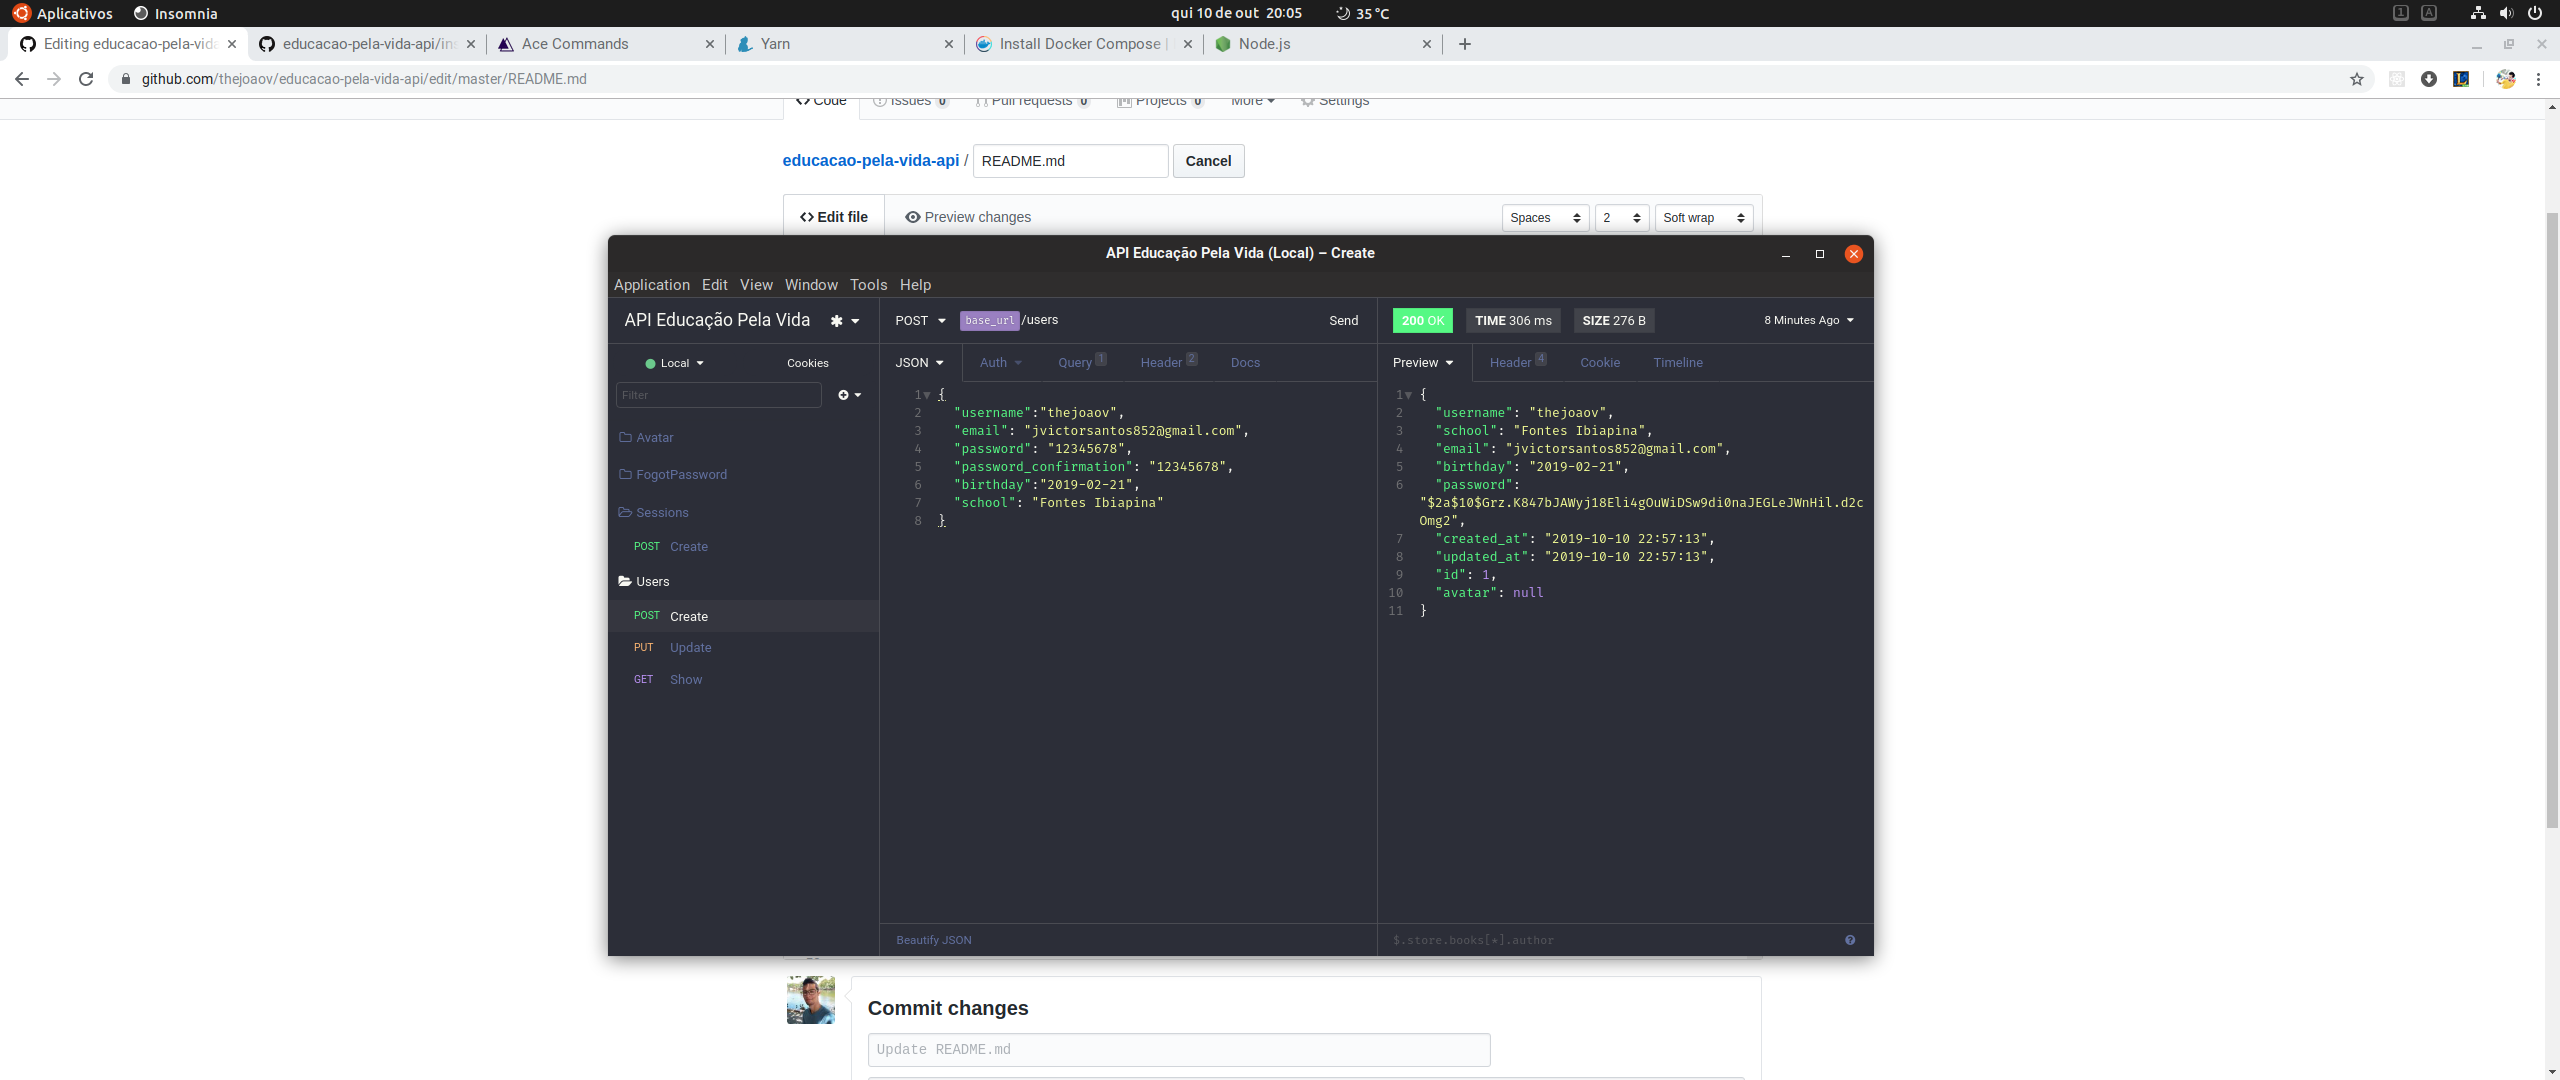 Aplicativos Insomnia qui 10 de out 20:05 35 °C 1 A
Editing educacao-pela-vida educacao-pela-vida-api/ins Ace Commands Yarn Install Docker Compose | Node.js
github.com/thejoaov/educacao-pela-vida-api/edit/master/README.md
Code Issues 0 Pull requests 0 Projects 0 More Settings
educacao-pela-vida-api / README.md Cancel
Edit file Preview changes Spaces 2 Soft wrap
API Educação Pela Vida (Local) – Create
Application Edit View Window Tools Help
API Educação Pela Vida POST base_url /users Send 200 OK TIME 306 ms SIZE 276 B 8 Minutes Ago
Local Cookies
Filter
Avatar
FogotPassword
Sessions
POST Create
Users
POST Create
PUT Update
GET Show
JSON Auth Query 1 Header 2 Docs
1 {
2 "username":"thejoaov",
3 "email": "jvictorsantos852@gmail.com",
4 "password": "12345678",
5 "password_confirmation": "12345678",
6 "birthday":"2019-02-21",
7 "school": "Fontes Ibiapina"
8 }
Beautify JSON
Preview Header 4 Cookie Timeline
1 {
2 "username": "thejoaov",
3 "school": "Fontes Ibiapina",
4 "email": "jvictorsantos852@gmail.com",
5 "birthday": "2019-02-21",
6 "password":
"$2a$10$Grz.K847bJAWyj18Eli4gOuWiDSw9di0naJEGLeJWnHil.d2c
Omg2",
7 "created_at": "2019-10-10 22:57:13",
8 "updated_at": "2019-10-10 22:57:13",
9 "id": 1,
10 "avatar": null
11 }
$.store.books[*].author
Commit changes
Update README.md